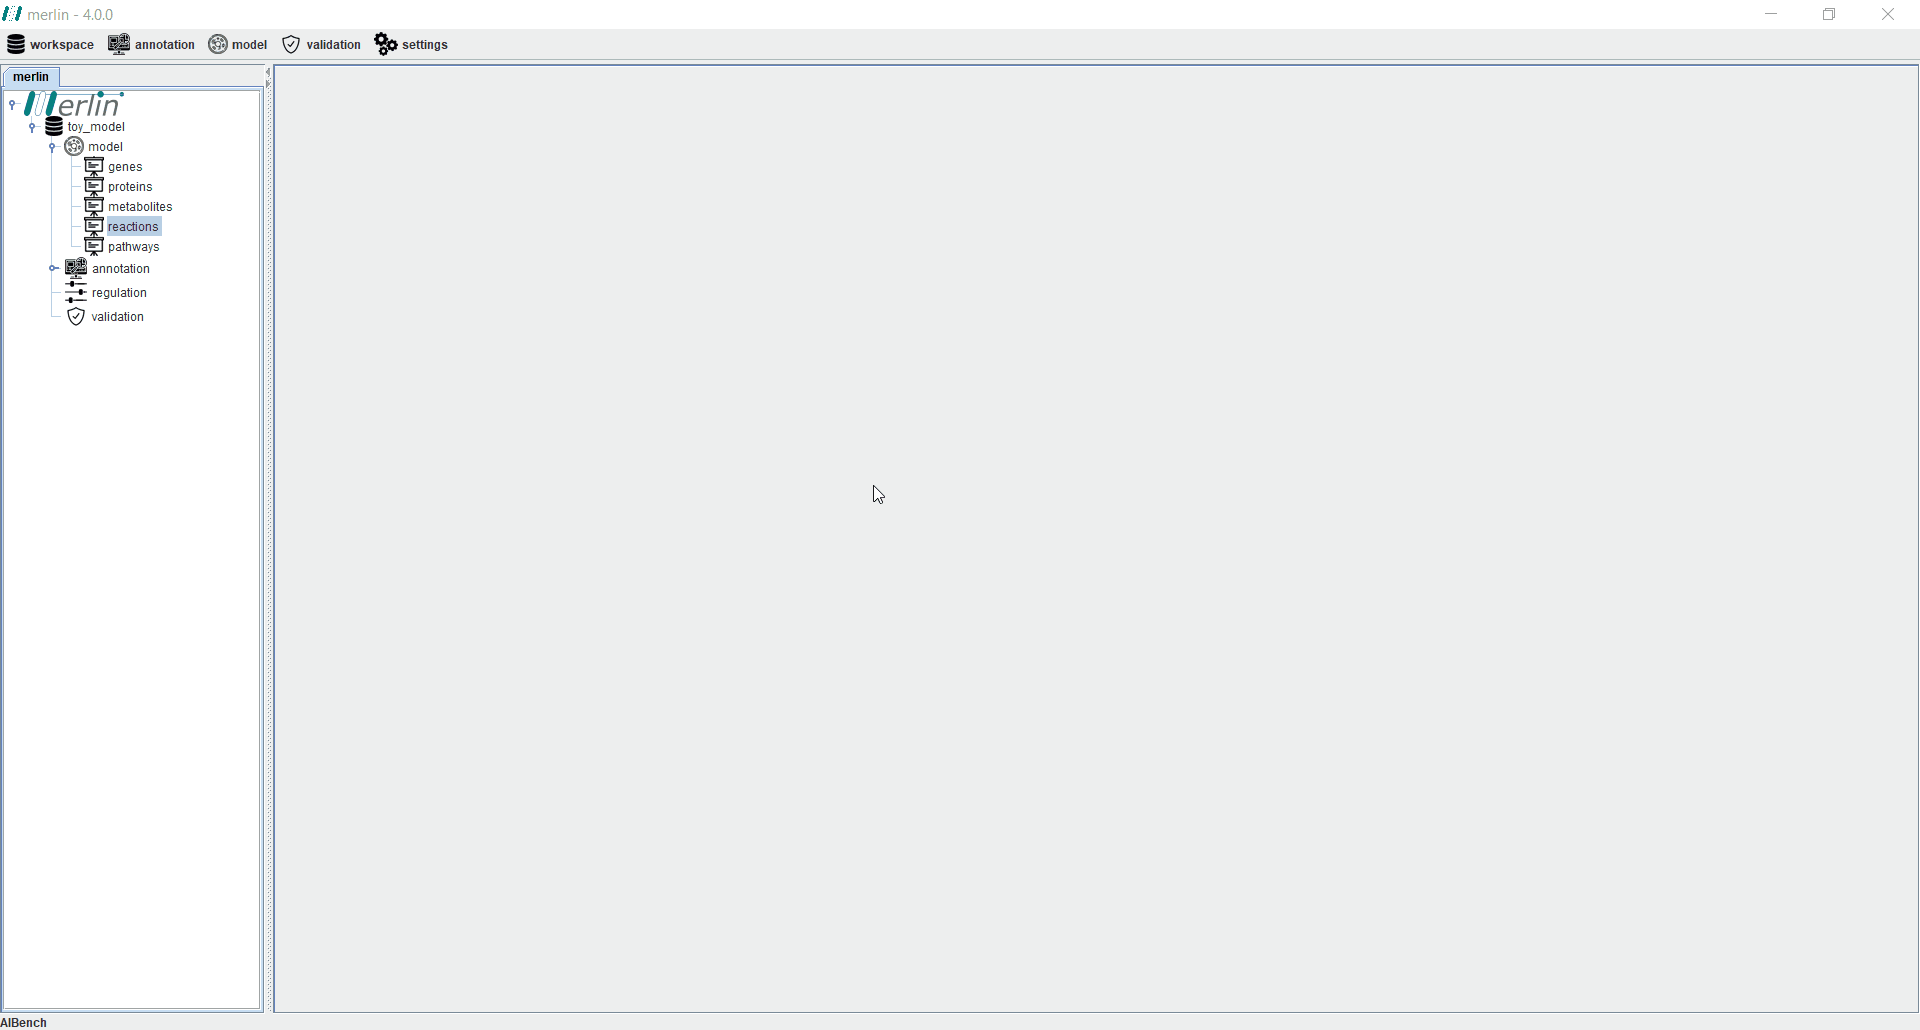 merlin - 4.0.0
workspace annotation model validation settings
merlin
Merlin
toy_model
model
genes
proteins
metabolites
reactions
pathways
annotation
regulation
validation
AIBench